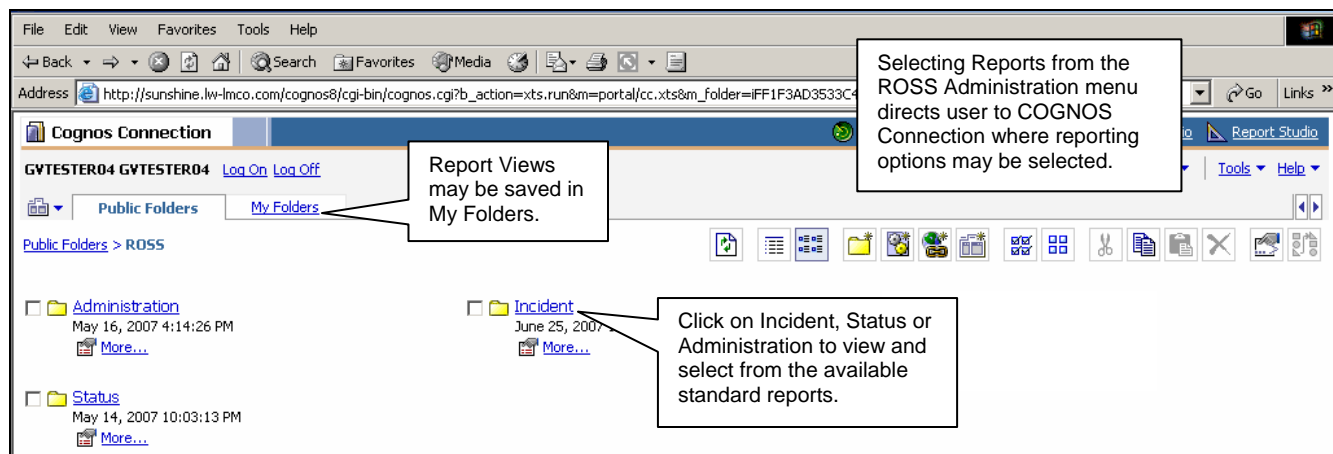 File Edit View Favorites Tools Help
Back Search Favorites Media
Address http://sunshine.lw-lmco.com/cognos8/cgi-bin/cognos.cgi?b_action=xts.run&m=portal/cc.xts&m_folder=iFF1F3AD3533C4 Go Links »
Selecting Reports from the
ROSS Administration menu
directs user to COGNOS
Connection where reporting
options may be selected.
Cognos Connection
Report Studio
GVTESTER04 GVTESTER04 Log On Log Off
Tools Help
Report Views
may be saved in
My Folders.
Public Folders My Folders
Public Folders > ROSS
Administration
May 16, 2007 4:14:26 PM
More...
Incident
June 25, 2007
More...
Click on Incident, Status or
Administration to view and
select from the available
standard reports.
Status
May 14, 2007 10:03:13 PM
More...